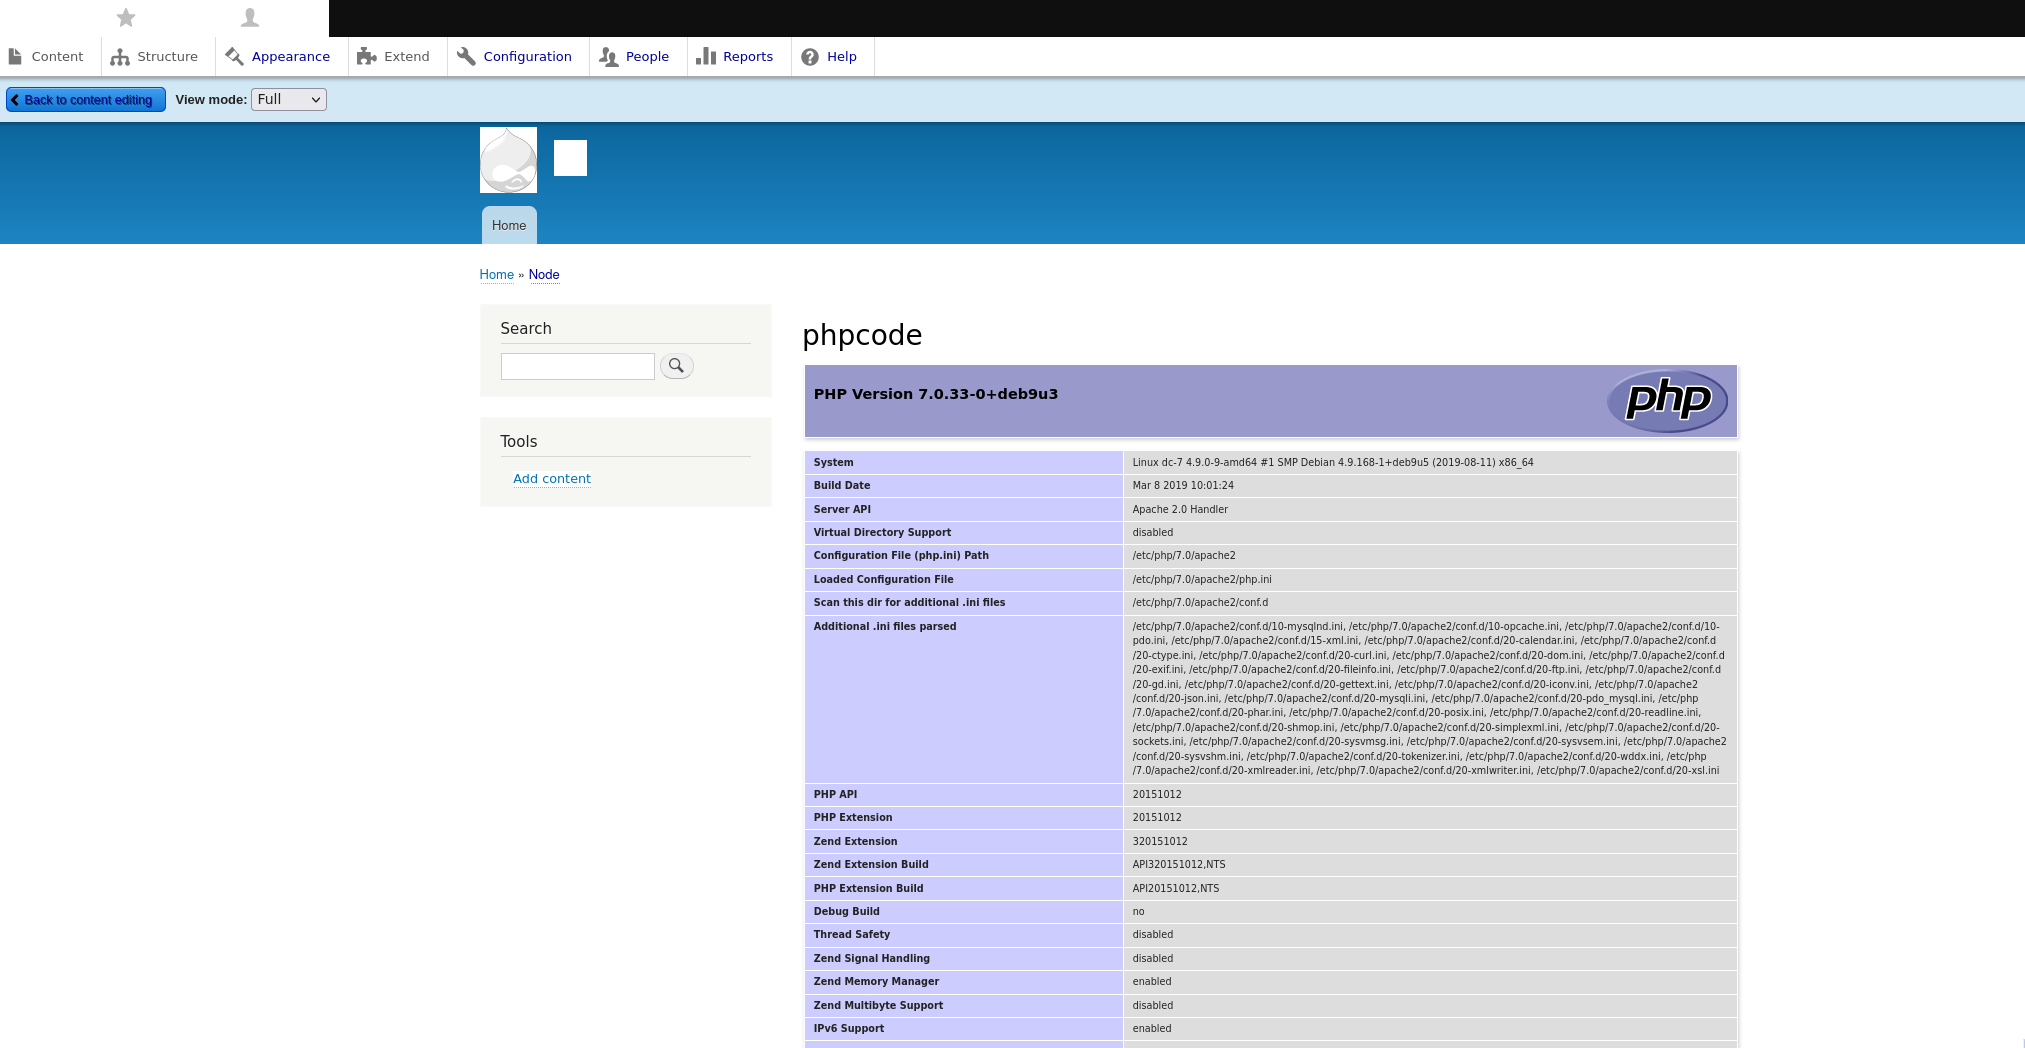 Content Structure Appearance Extend Configuration People Reports Help
Back to content editing View mode: Full
Home
Home » Node
Search
Tools
Add content
phpcode
PHP Version 7.0.33-0+deb9u3
php
System Linux dc-7 4.9.0-9-amd64 #1 SMP Debian 4.9.168-1+deb9u5 (2019-08-11) x86_64
Build Date Mar 8 2019 10:01:24
Server API Apache 2.0 Handler
Virtual Directory Support disabled
Configuration File (php.ini) Path /etc/php/7.0/apache2
Loaded Configuration File /etc/php/7.0/apache2/php.ini
Scan this dir for additional .ini files /etc/php/7.0/apache2/conf.d
Additional .ini files parsed /etc/php/7.0/apache2/conf.d/10-mysqlnd.ini, /etc/php/7.0/apache2/conf.d/10-opcache.ini, /etc/php/7.0/apache2/conf.d/10-
pdo.ini, /etc/php/7.0/apache2/conf.d/15-xml.ini, /etc/php/7.0/apache2/conf.d/20-calendar.ini, /etc/php/7.0/apache2/conf.d
/20-ctype.ini, /etc/php/7.0/apache2/conf.d/20-curl.ini, /etc/php/7.0/apache2/conf.d/20-dom.ini, /etc/php/7.0/apache2/conf.d
/20-exif.ini, /etc/php/7.0/apache2/conf.d/20-fileinfo.ini, /etc/php/7.0/apache2/conf.d/20-ftp.ini, /etc/php/7.0/apache2/conf.d
/20-gd.ini, /etc/php/7.0/apache2/conf.d/20-gettext.ini, /etc/php/7.0/apache2/conf.d/20-iconv.ini, /etc/php/7.0/apache2
/conf.d/20-json.ini, /etc/php/7.0/apache2/conf.d/20-mysqli.ini, /etc/php/7.0/apache2/conf.d/20-pdo_mysql.ini, /etc/php
/7.0/apache2/conf.d/20-phar.ini, /etc/php/7.0/apache2/conf.d/20-posix.ini, /etc/php/7.0/apache2/conf.d/20-readline.ini,
/etc/php/7.0/apache2/conf.d/20-shmop.ini, /etc/php/7.0/apache2/conf.d/20-simplexml.ini, /etc/php/7.0/apache2/conf.d/20-
sockets.ini, /etc/php/7.0/apache2/conf.d/20-sysvmsg.ini, /etc/php/7.0/apache2/conf.d/20-sysvsem.ini, /etc/php/7.0/apache2
/conf.d/20-sysvshm.ini, /etc/php/7.0/apache2/conf.d/20-tokenizer.ini, /etc/php/7.0/apache2/conf.d/20-wddx.ini, /etc/php
/7.0/apache2/conf.d/20-xmlreader.ini, /etc/php/7.0/apache2/conf.d/20-xmlwriter.ini, /etc/php/7.0/apache2/conf.d/20-xsl.ini
PHP API 20151012
PHP Extension 20151012
Zend Extension 320151012
Zend Extension Build API320151012,NTS
PHP Extension Build API20151012,NTS
Debug Build no
Thread Safety disabled
Zend Signal Handling disabled
Zend Memory Manager enabled
Zend Multibyte Support disabled
IPv6 Support enabled